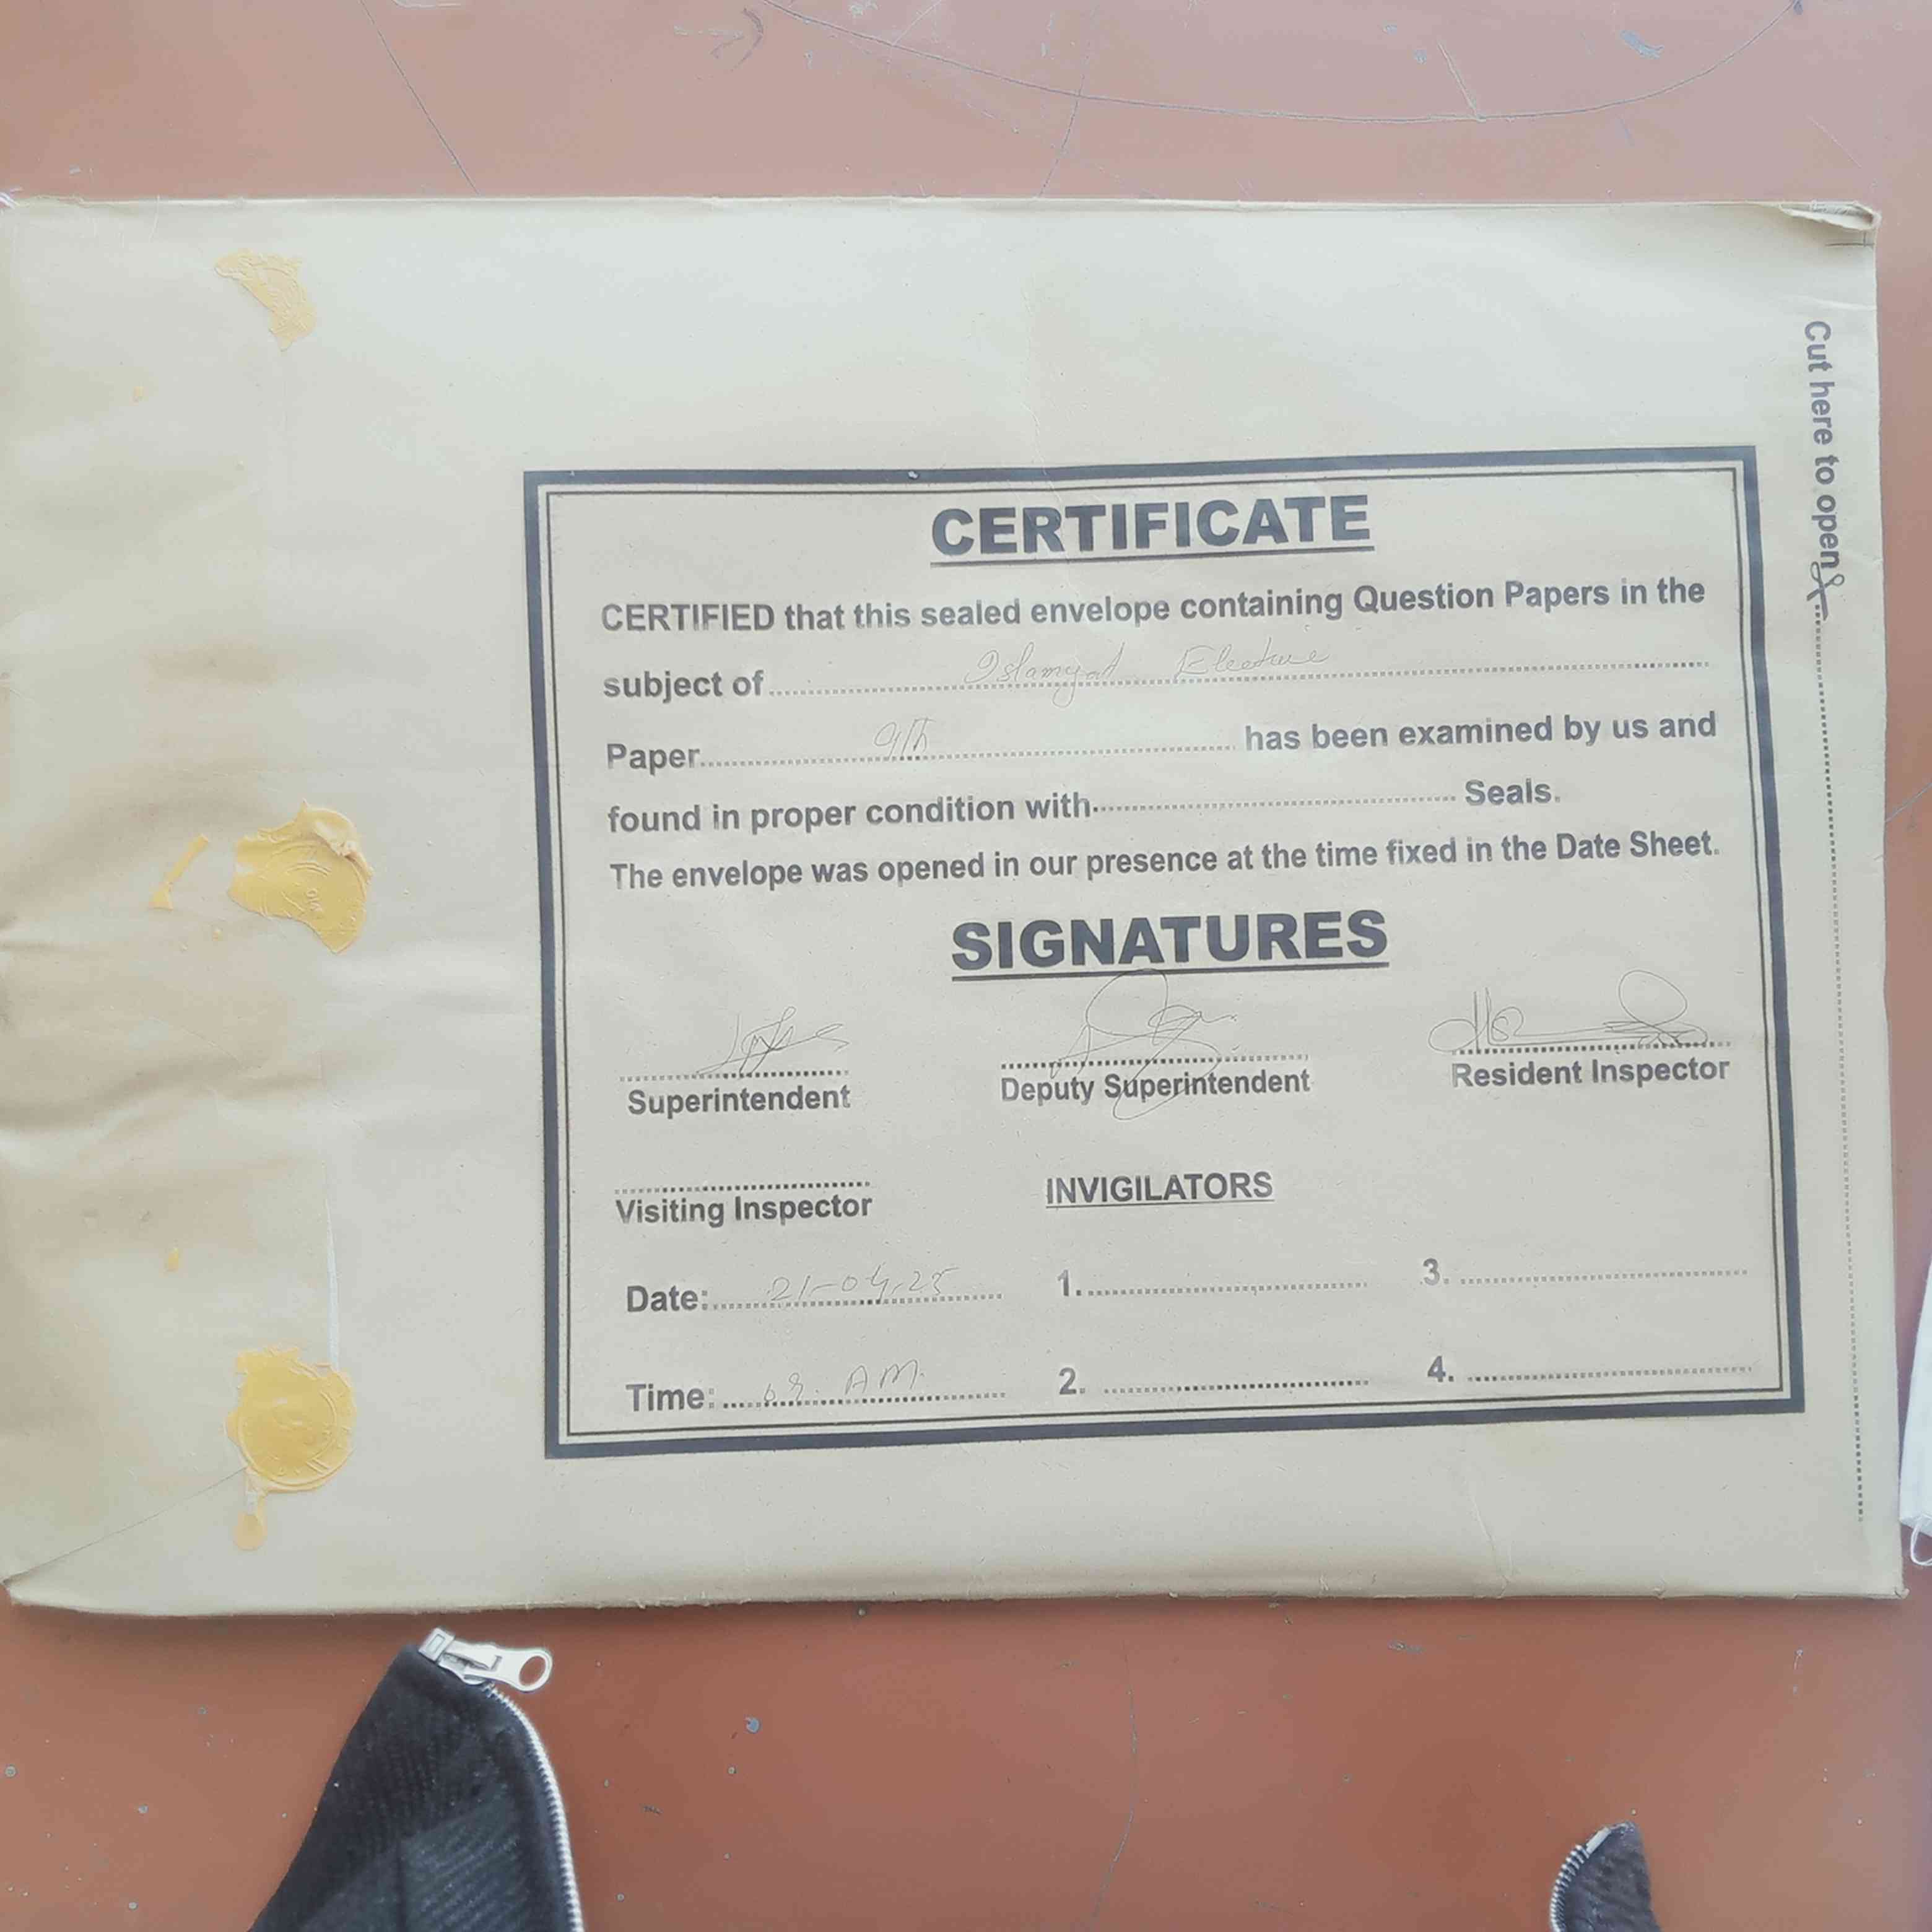 Cut here to open
CERTIFICATE
CERTIFIED that this sealed envelope containing Question Papers in the
subject of Islamyat Elective
Paper 9th has been examined by us and
found in proper condition with Seals.
The envelope was opened in our presence at the time fixed in the Date Sheet.
SIGNATURES
Superintendent Deputy Superintendent Resident Inspector
Visiting Inspector INVIGILATORS
Date: 21-04-25 1. 3.
Time: AM. 2. 4.